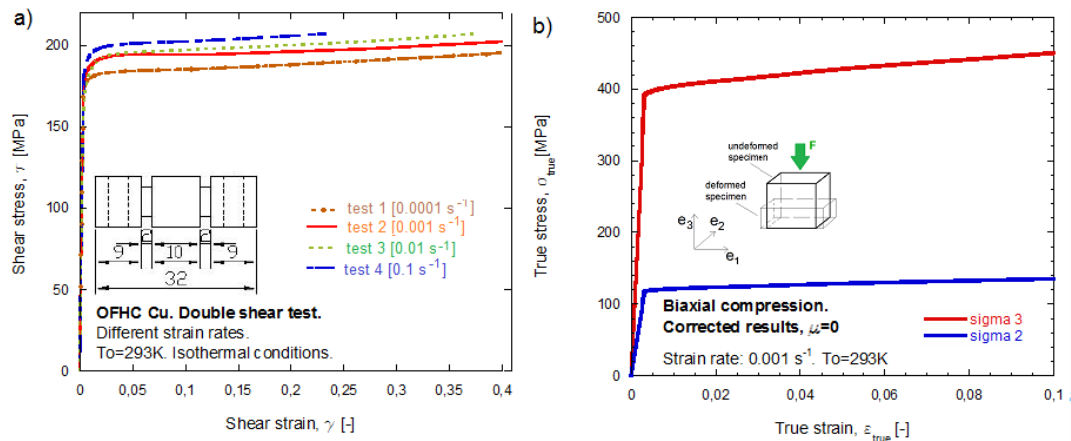 a)
Shear stress, τ [MPa]
200
150
100
50
0
0
0,05
0,1
0,15
0,2
0,25
0,3
0,35
0,4
Shear strain, γ [-]
9
10
9
32
test 1 [0.0001 s⁻¹]
test 2 [0.001 s⁻¹]
test 3 [0.01 s⁻¹]
test 4 [0.1 s⁻¹]
OFHC Cu. Double shear test.
Different strain rates.
To=293K. Isothermal conditions.
b)
True stress, σ_true[MPa]
500
400
300
200
100
0
0,00
0,02
0,04
0,06
0,08
0,1
True strain, ε_true [-]
undeformed
specimen
F
deformed
specimen
e₃
e₂
e₁
Biaxial compression.
Corrected results, μ=0
sigma 3
sigma 2
Strain rate: 0.001 s⁻¹. To=293K